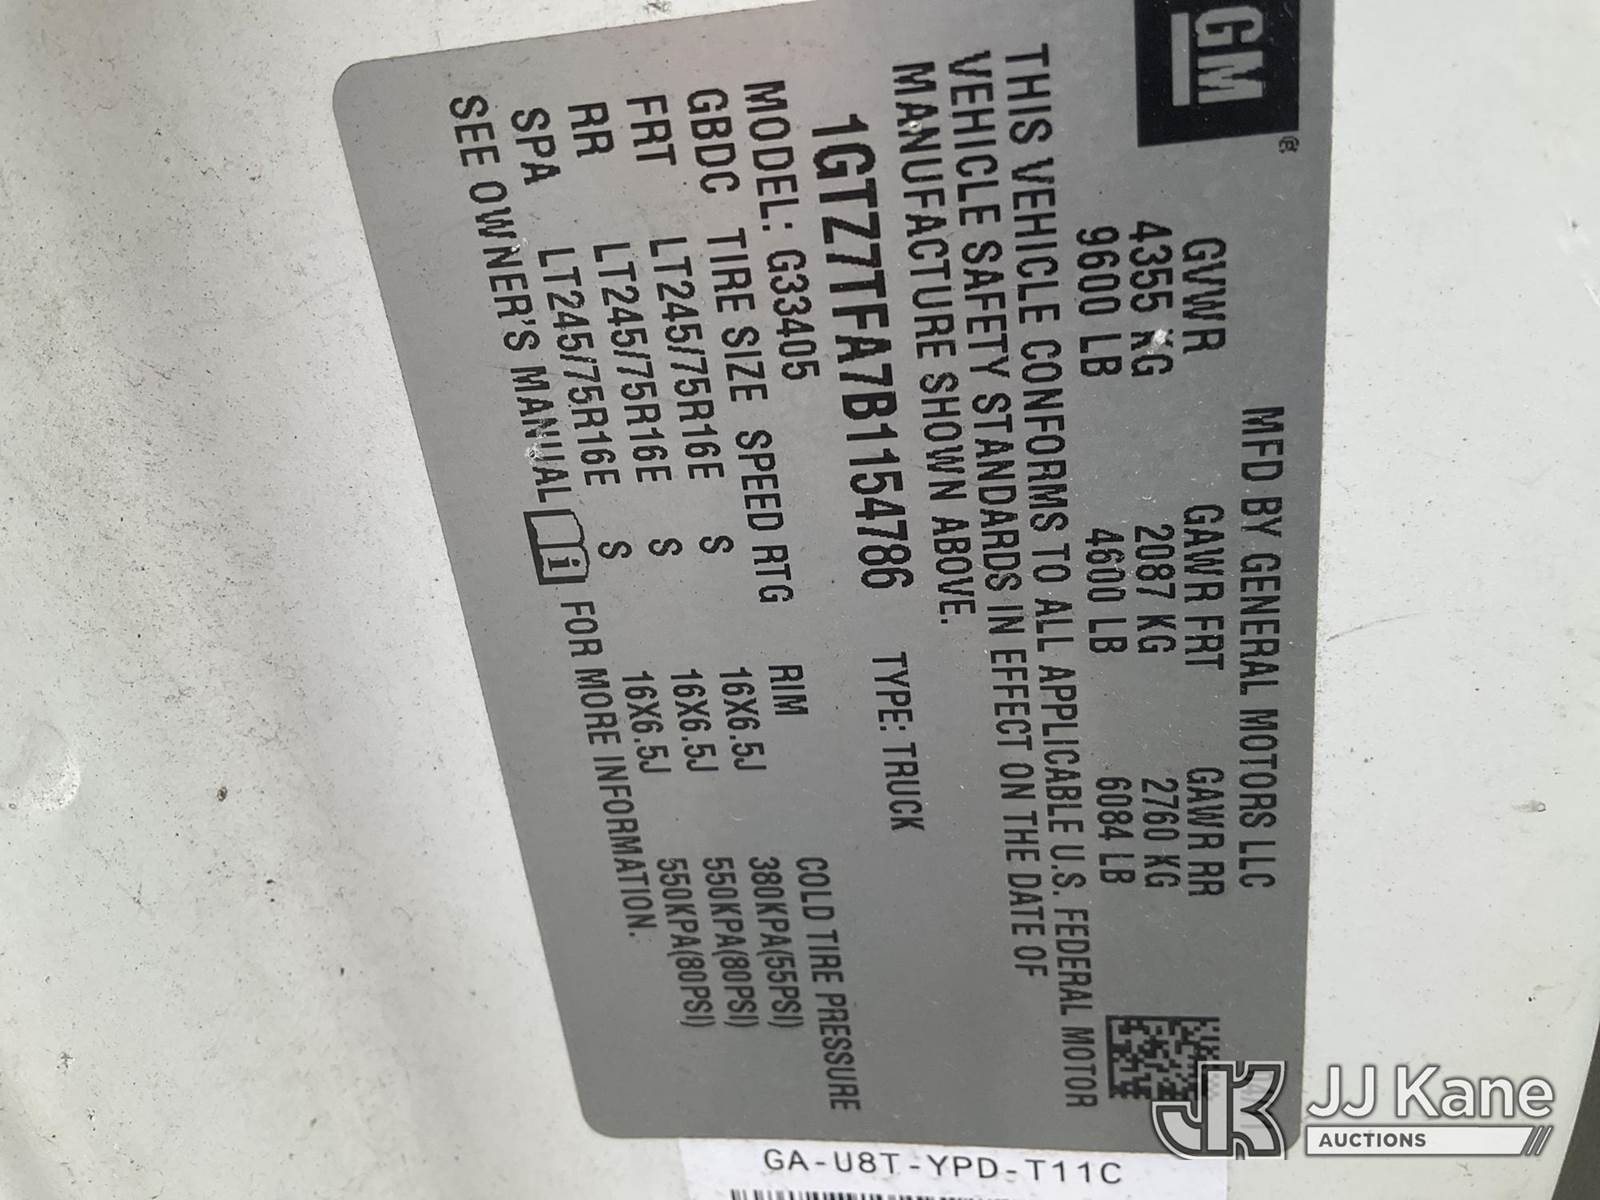 GM®
MFD BY GENERAL MOTORS LLC
GVWR GAWR FRT GAWR RR
4355 KG 2087 KG 2760 KG
9600 LB 4600 LB 6084 LB
THIS VEHICLE CONFORMS TO ALL APPLICABLE U.S. FEDERAL MOTOR
VEHICLE SAFETY STANDARDS IN EFFECT ON THE DATE OF
MANUFACTURE SHOWN ABOVE.
1GTZ7TFA7B1154786 TYPE: TRUCK
MODEL: G33405
GBDC TIRE SIZE SPEED RTG RIM COLD TIRE PRESSURE
FRT LT245/75R16E S 16X6.5J 380KPA(55PSI)
RR LT245/75R16E S 16X6.5J 550KPA(80PSI)
SPA LT245/75R16E S 16X6.5J 550KPA(80PSI)
SEE OWNER'S MANUAL i FOR MORE INFORMATION.
GA-U8T-YPD-T11C
JK JJ Kane
AUCTIONS